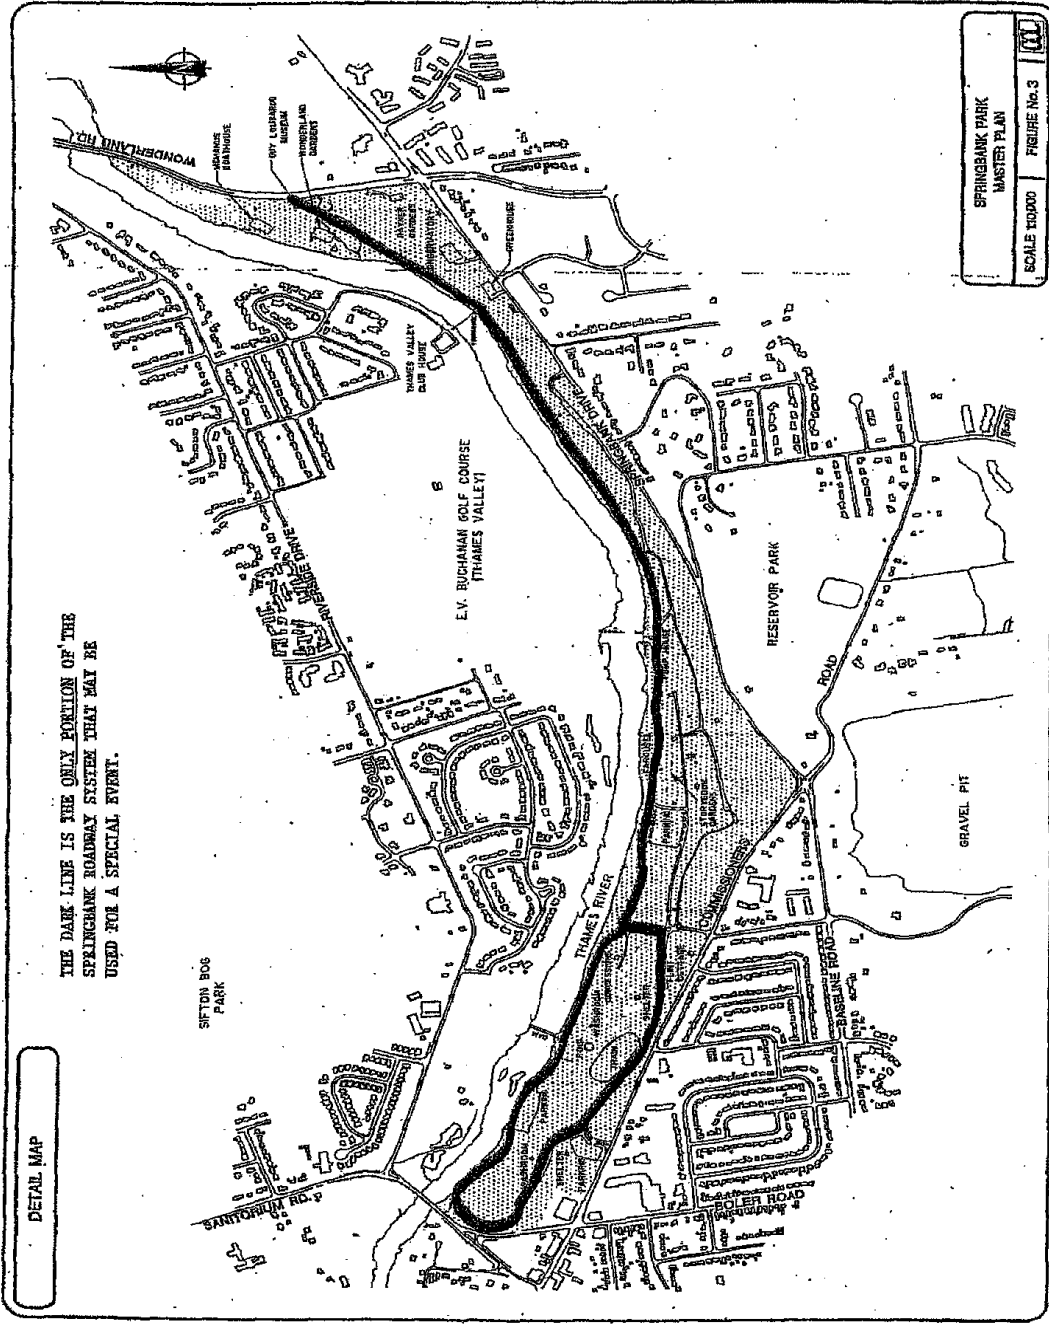 DETAIL MAP
THE DARK LINE IS THE ONLY PORTION OF THE
SPRINGBANK ROADWAY SYSTEM THAT MAY BE
USED FOR A SPECIAL EVENT.
SIFTON BOG
PARK
SANITORIUM RD.
RIVERSIDE DRIVE
WONDERLAND RD.
GUY LOMBARDO
MUSEUM
WONDERLAND
GARDENS
GREENHOUSE
THAMES VALLEY
CLUB HOUSE
E.V. BUCHANAN GOLF COURSE
(THAMES VALLEY)
THAMES RIVER
SPRINGBANK DRIVE
RESERVOIR PARK
ROAD
COMMISSIONERS
GRAVEL PIT
BASELINE ROAD
BOLER ROAD
PARKING
SPRINGBANK PARK
MASTER PLAN
SCALE 1:10,000
FIGURE No. 3